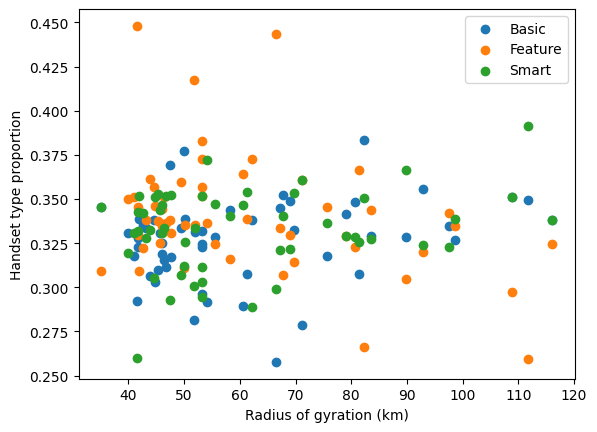 0.450
0.425
0.400
0.375
0.350
0.325
0.300
0.275
0.250
Handset type proportion
Basic
Feature
Smart
40 50 60 70 80 90 100 110 120
Radius of gyration (km)